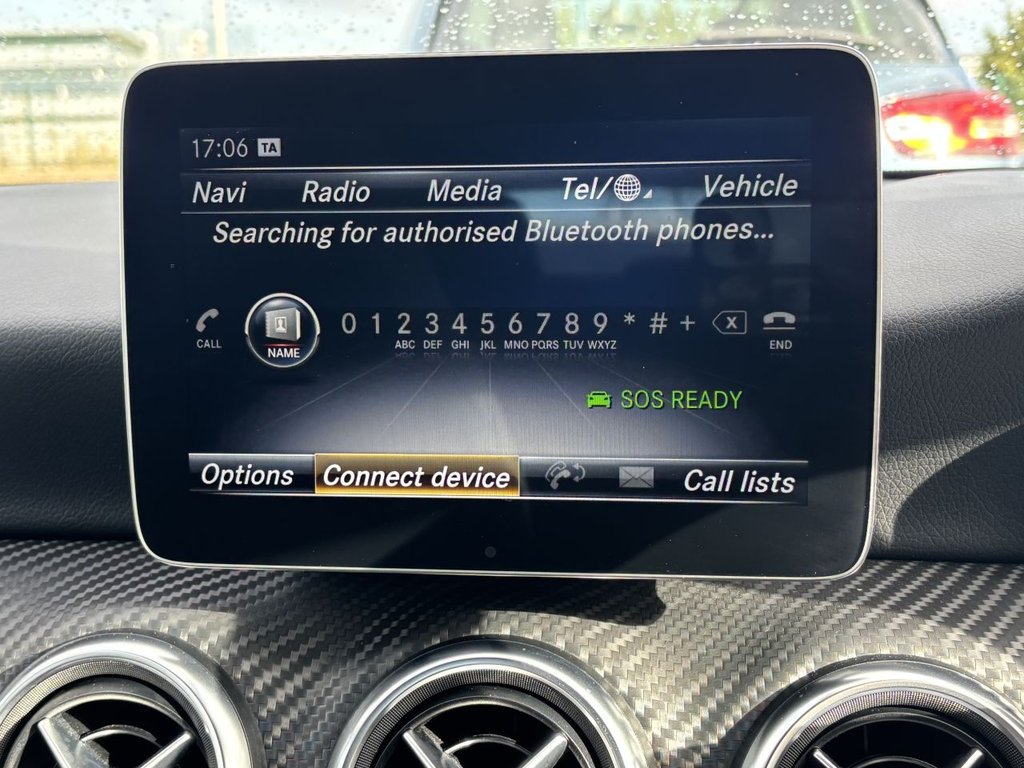 17:06 TA
Navi Radio Media Tel/ Vehicle
Searching for authorised Bluetooth phones...
0 1 2 3 4 5 6 7 8 9 * # +
CALL NAME ABC DEF GHI JKL MNO PQRS TUV WXYZ X END
SOS READY
Options Connect device Call lists